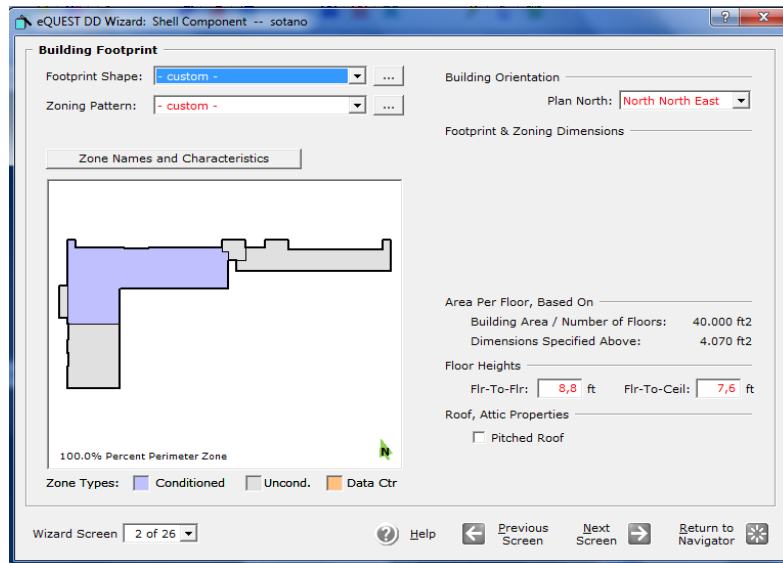 eQUEST DD Wizard: Shell Component -- sotano
?
X
Building Footprint
Footprint Shape: - custom - ...
Zoning Pattern: - custom - ...
Zone Names and Characteristics
100.0% Percent Perimeter Zone
N
Zone Types: Conditioned Uncond. Data Ctr
Building Orientation
Plan North: North North East
Footprint & Zoning Dimensions
Area Per Floor, Based On
Building Area / Number of Floors: 40.000 ft2
Dimensions Specified Above: 4.070 ft2
Floor Heights
Flr-To-Flr: 8,8 ft Flr-To-Ceil: 7,6 ft
Roof, Attic Properties
Pitched Roof
Wizard Screen 2 of 26
? Help
Previous Screen
Next Screen
Return to Navigator